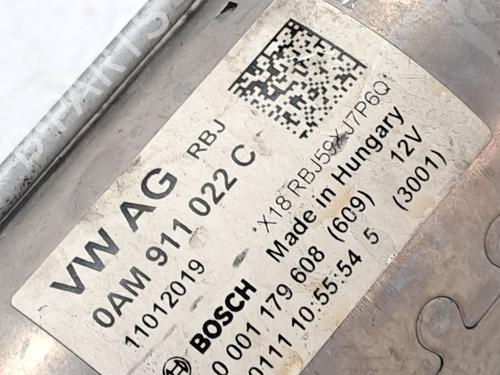 VW AG RBJ
0AM 911 022 C
11012019
*X18 RBJ59XJ7P6Q*
BOSCH Made in Hungary
0 001 179 608 (609) 12V
0111 10:55:54 5 (3001)